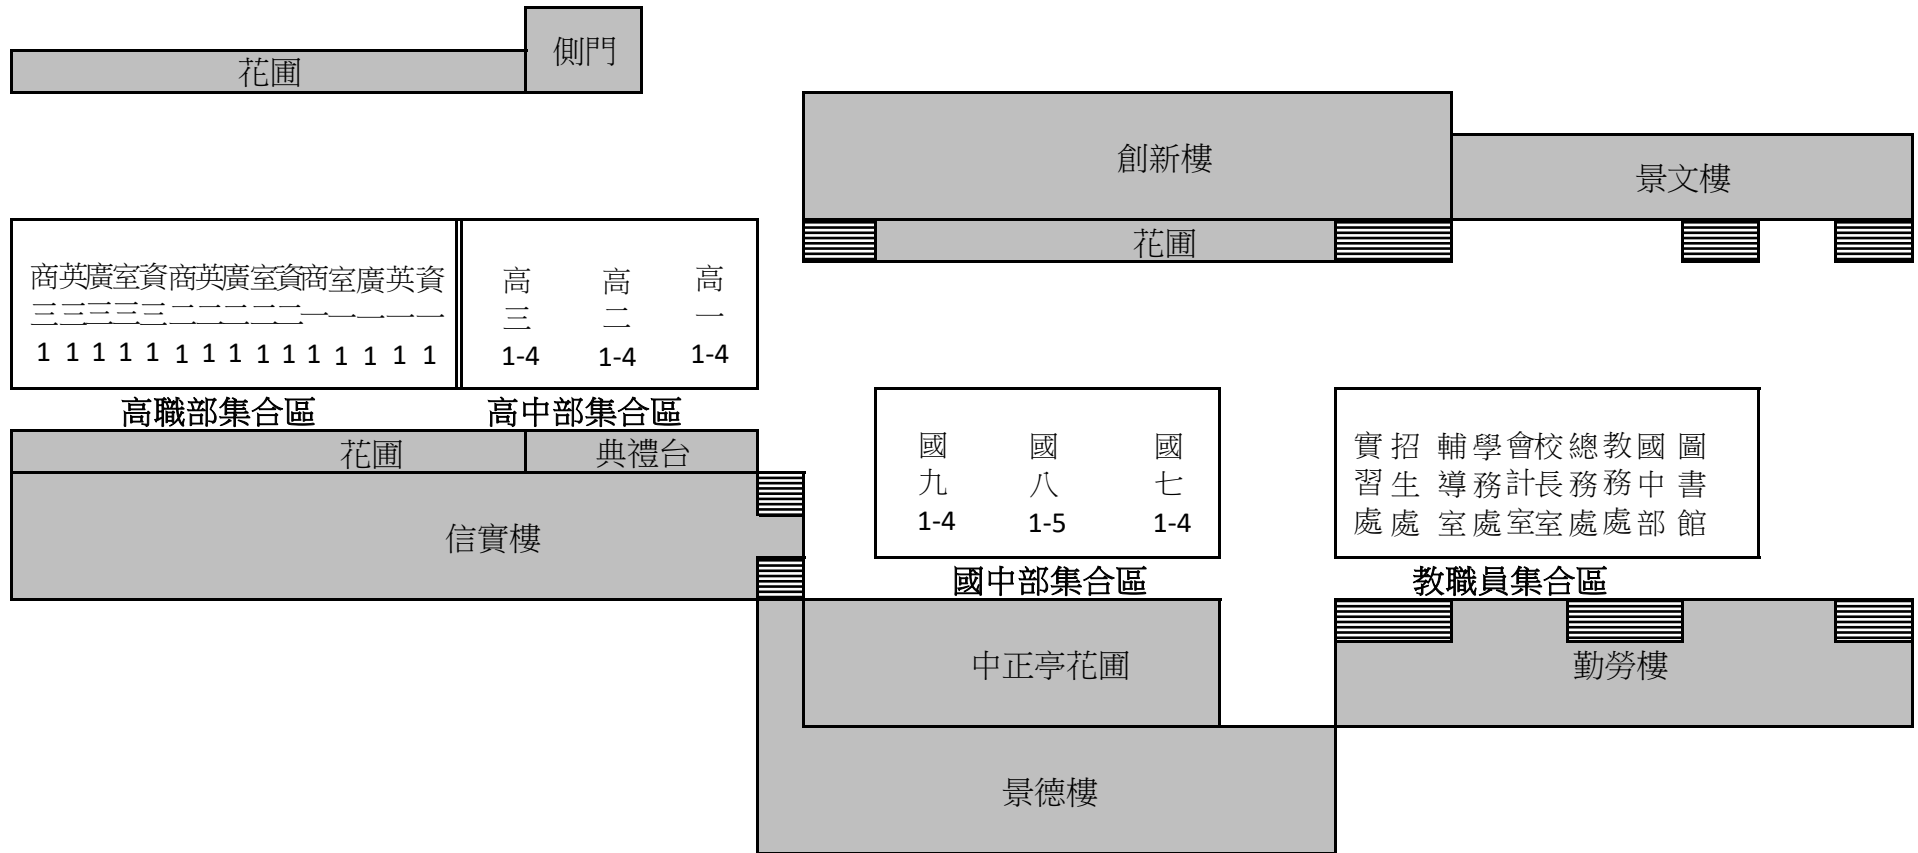 側門
花圃
創新樓
景文樓
花圃
商三1 英三1 廣三1 室三1 資三1 商二1 英二1 廣二1 室二1 資二1 商一1 室一1 廣一1 英一1 資一1
高三1-4 高二1-4 高一1-4
高職部集合區
高中部集合區
國九1-4 國八1-5 國七1-4
實習處 招生處 輔導室 學務處 會計室 校長室 總務處 教務處 國中部 圖書館
花圃
典禮台
信實樓
國中部集合區
教職員集合區
中正亭花圃
勤勞樓
景德樓